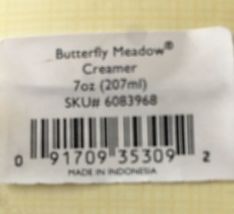 Butterfly Meadow®
Creamer
7oz (207ml)
SKU# 6083968
0 91709 35309 2
MADE IN INDONESIA